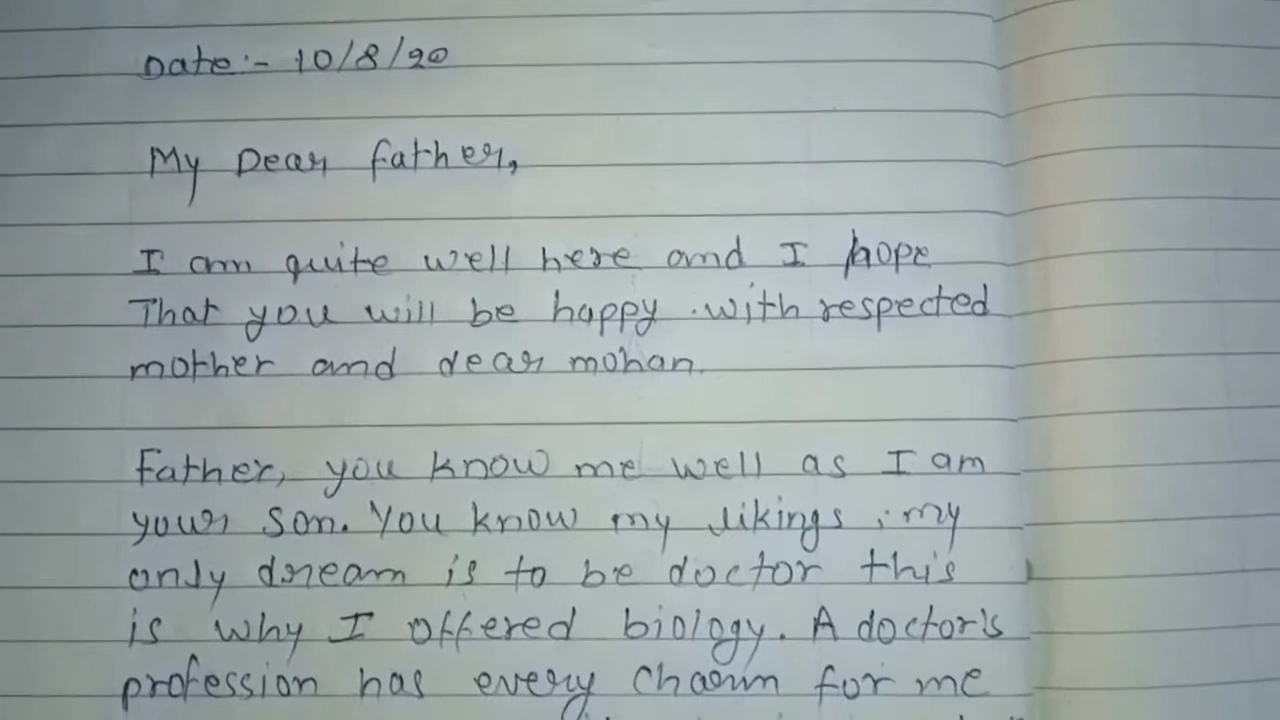 Date:- 10/8/20
My Dear father,
I am quite well here and I hope
That you will be happy with respected
mother and dear mohan.
Father, you know me well as I am
your son. You know my likings ; my
only dream is to be doctor this
is why I offered biology. A doctor's
profession has every charm for me